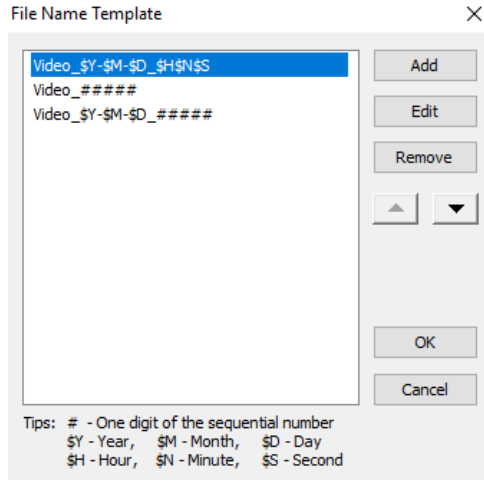 File Name Template
Video_$Y-$M-$D_$H$N$S
Video_#####
Video_$Y-$M-$D_#####
Add
Edit
Remove
OK
Cancel
Tips: # - One digit of the sequential number
$Y - Year, $M - Month, $D - Day
$H - Hour, $N - Minute, $S - Second